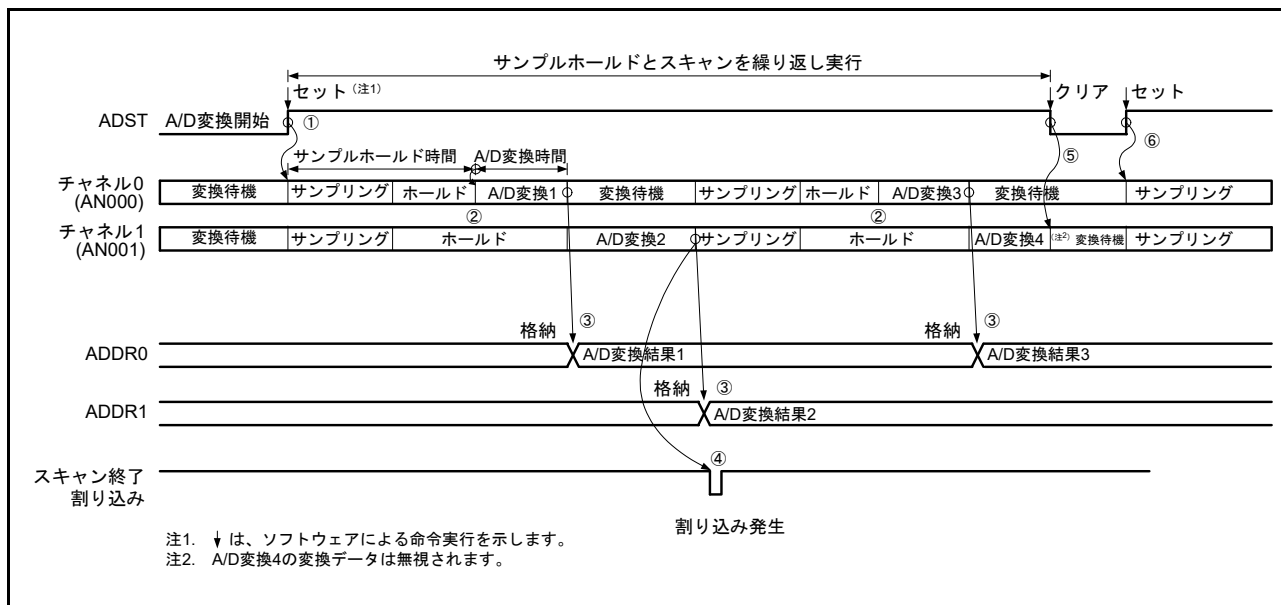 サンプルホールドとスキャンを繰り返し実行
セット(注1) クリア セット
ADST A/D変換開始 ① ⑤ ⑥
サンプルホールド時間 A/D変換時間
チャネル0
(AN000)
変換待機 サンプリング ホールド A/D変換1 変換待機 サンプリング ホールド A/D変換3 変換待機 サンプリング
② ②
チャネル1
(AN001)
変換待機 サンプリング ホールド A/D変換2 サンプリング ホールド A/D変換4 (注2) 変換待機 サンプリング
格納 ③ 格納 ③
ADDR0 A/D変換結果1 A/D変換結果3
格納 ③
ADDR1 A/D変換結果2
④
スキャン終了
割り込み
割り込み発生
注1. ↓は、ソフトウェアによる命令実行を示します。
注2. A/D変換4の変換データは無視されます。